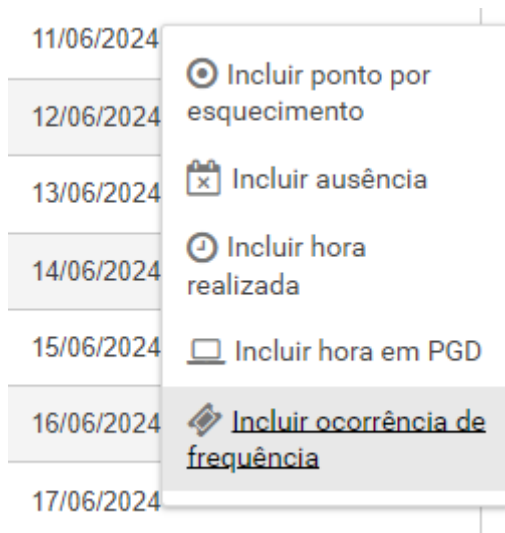 11/06/2024
Incluir ponto por
esquecimento
12/06/2024
Incluir ausência
13/06/2024
Incluir hora
realizada
14/06/2024
15/06/2024
Incluir hora em PGD
16/06/2024
Incluir ocorrência de
frequência
17/06/2024